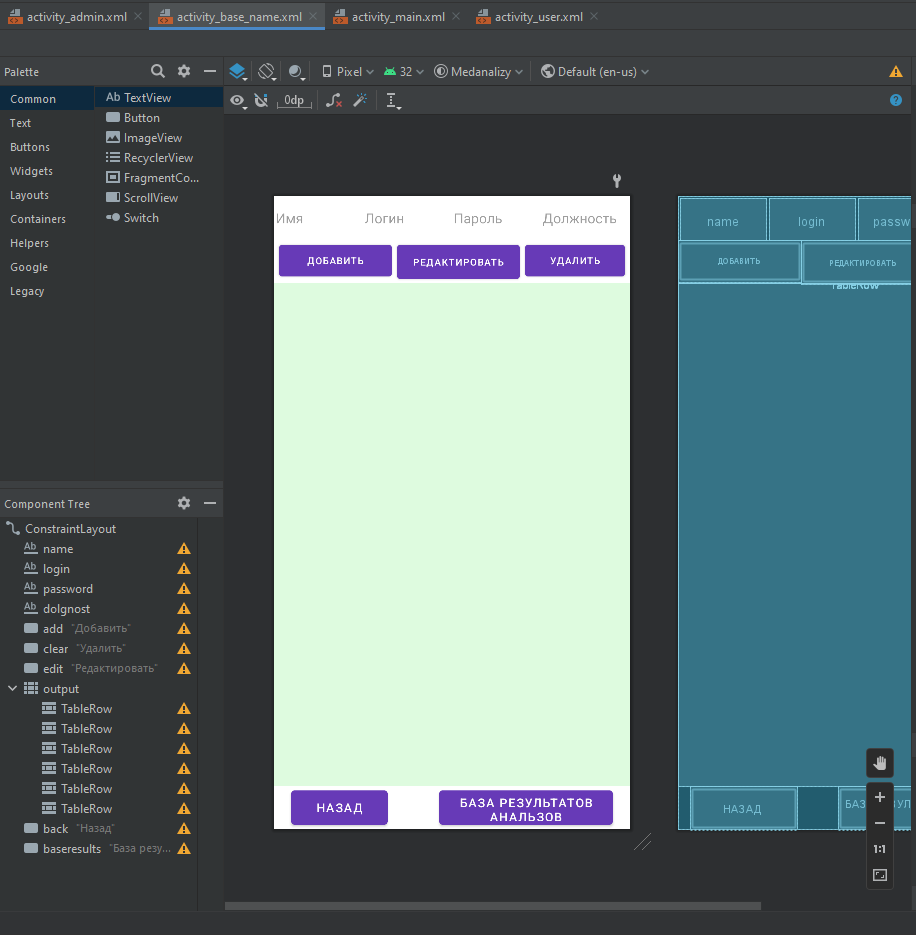 activity_admin.xml activity_base_name.xml activity_main.xml activity_user.xml
Palette
Pixel 32 Medanalizy Default (en-us)
Common
Text
Buttons
Widgets
Layouts
Containers
Helpers
Google
Legacy
Ab TextView
Button
ImageView
RecyclerView
FragmentCo...
ScrollView
Switch
0dp
Имя Логин Пароль Должность
ДОБАВИТЬ РЕДАКТИРОВАТЬ УДАЛИТЬ
НАЗАД
БАЗА РЕЗУЛЬТАТОВ
АНАЛЬЗОВ
name login passw
ДОБАВИТЬ РЕДАКТИРОВАТЬ
TableRow
НАЗАД
1:1
Component Tree
ConstraintLayout
Ab name
Ab login
Ab password
Ab dolgnost
add "Добавить"
clear "Удалить"
edit "Редактировать"
output
TableRow
TableRow
TableRow
TableRow
TableRow
TableRow
back "Назад"
baseresults "База резу...